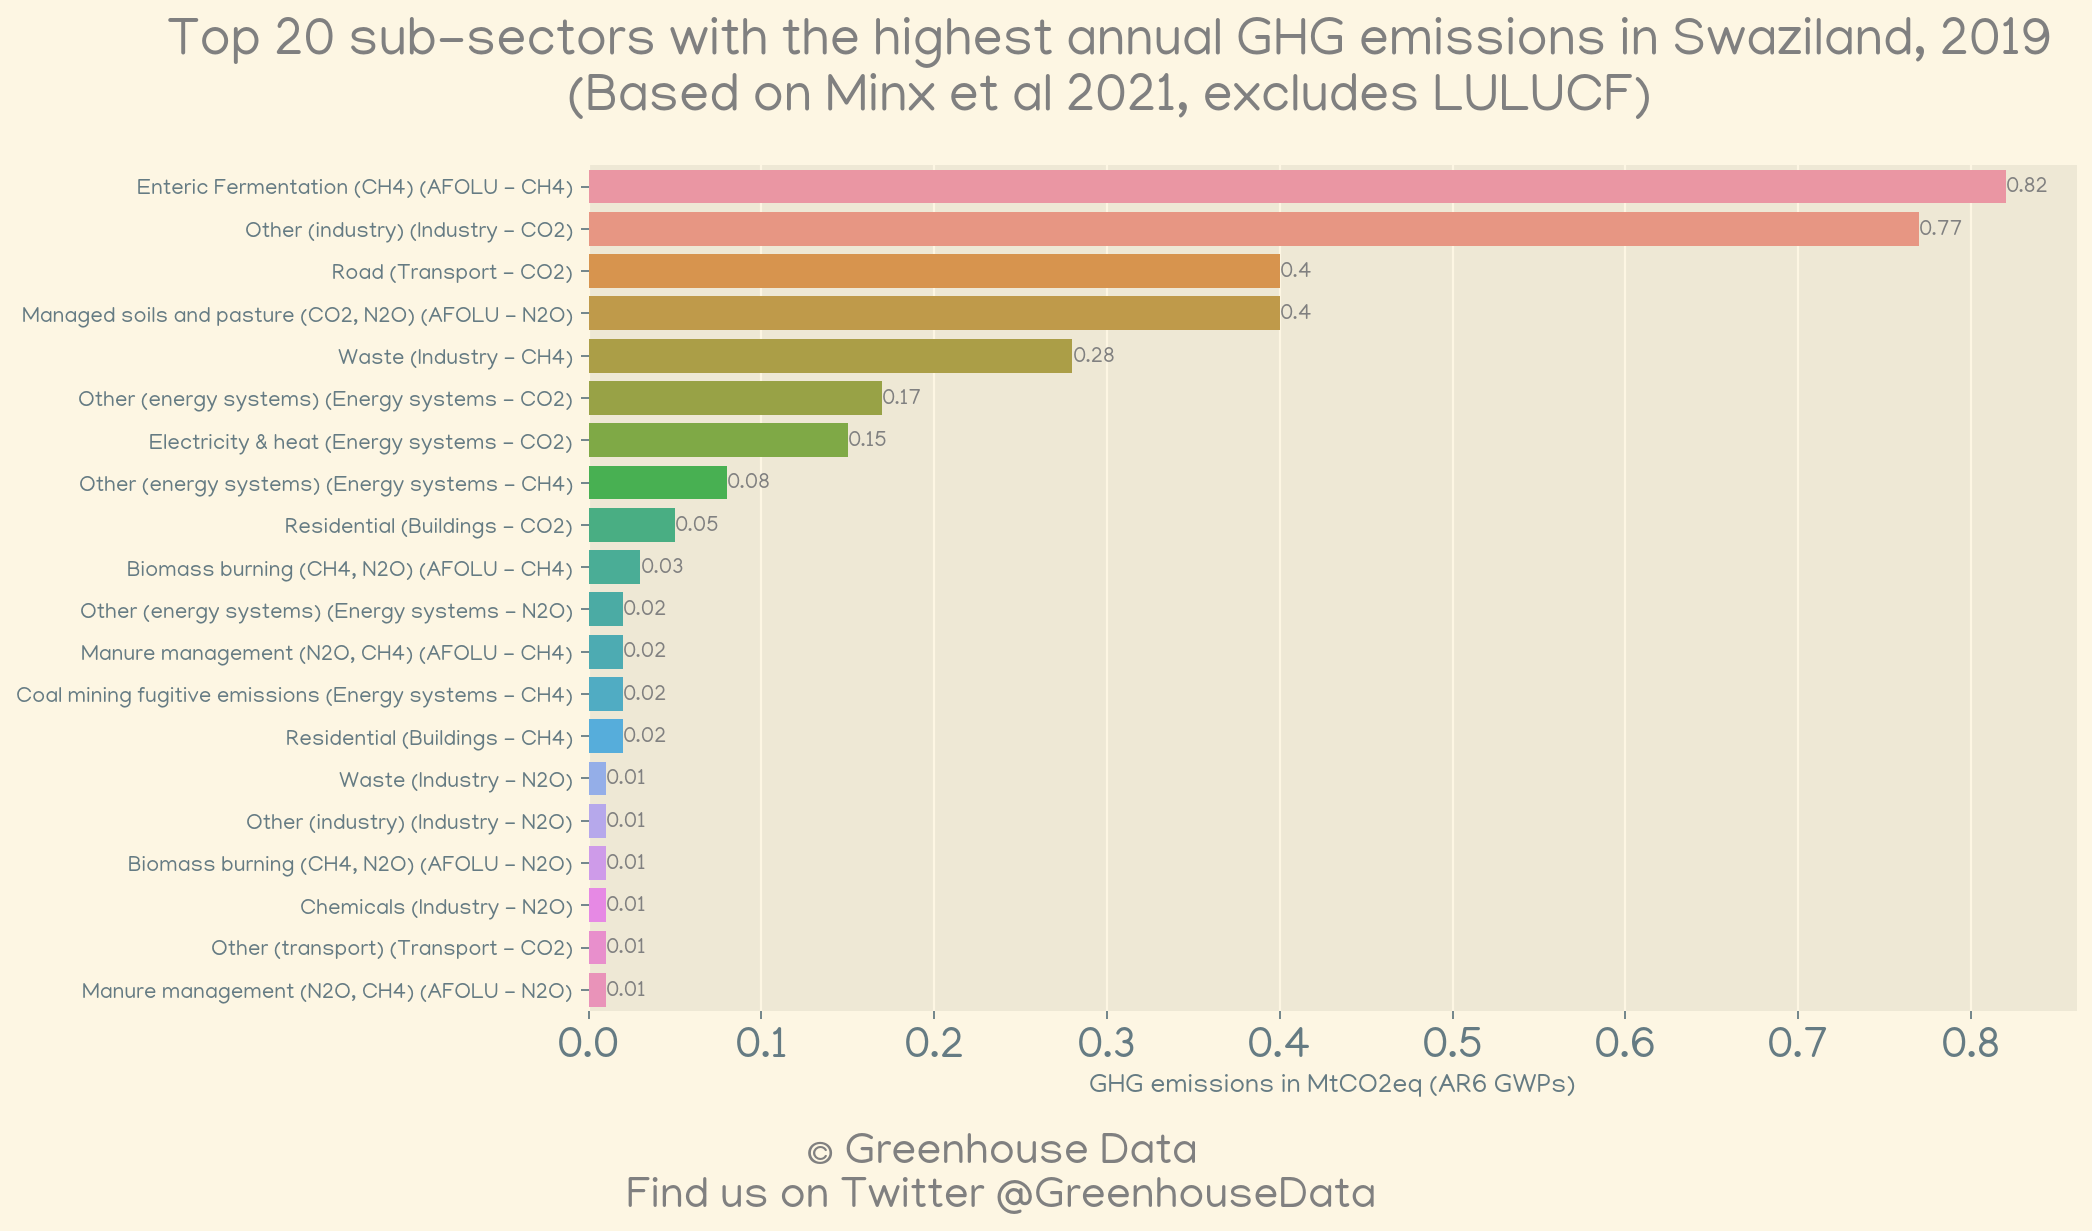 Top 20 sub-sectors with the highest annual GHG emissions in Swaziland, 2019
(Based on Minx et al 2021, excludes LULUCF)
Enteric Fermentation (CH4) (AFOLU - CH4) 0.82
Other (industry) (Industry - CO2) 0.77
Road (Transport - CO2) 0.4
Managed soils and pasture (CO2, N2O) (AFOLU - N2O) 0.4
Waste (Industry - CH4) 0.28
Other (energy systems) (Energy systems - CO2) 0.17
Electricity & heat (Energy systems - CO2) 0.15
Other (energy systems) (Energy systems - CH4) 0.08
Residential (Buildings - CO2) 0.05
Biomass burning (CH4, N2O) (AFOLU - CH4) 0.03
Other (energy systems) (Energy systems - N2O) 0.02
Manure management (N2O, CH4) (AFOLU - CH4) 0.02
Coal mining fugitive emissions (Energy systems - CH4) 0.02
Residential (Buildings - CH4) 0.02
Waste (Industry - N2O) 0.01
Other (industry) (Industry - N2O) 0.01
Biomass burning (CH4, N2O) (AFOLU - N2O) 0.01
Chemicals (Industry - N2O) 0.01
Other (transport) (Transport - CO2) 0.01
Manure management (N2O, CH4) (AFOLU - N2O) 0.01
0.0 0.1 0.2 0.3 0.4 0.5 0.6 0.7 0.8
GHG emissions in MtCO2eq (AR6 GWPs)
© Greenhouse Data
Find us on Twitter @GreenhouseData